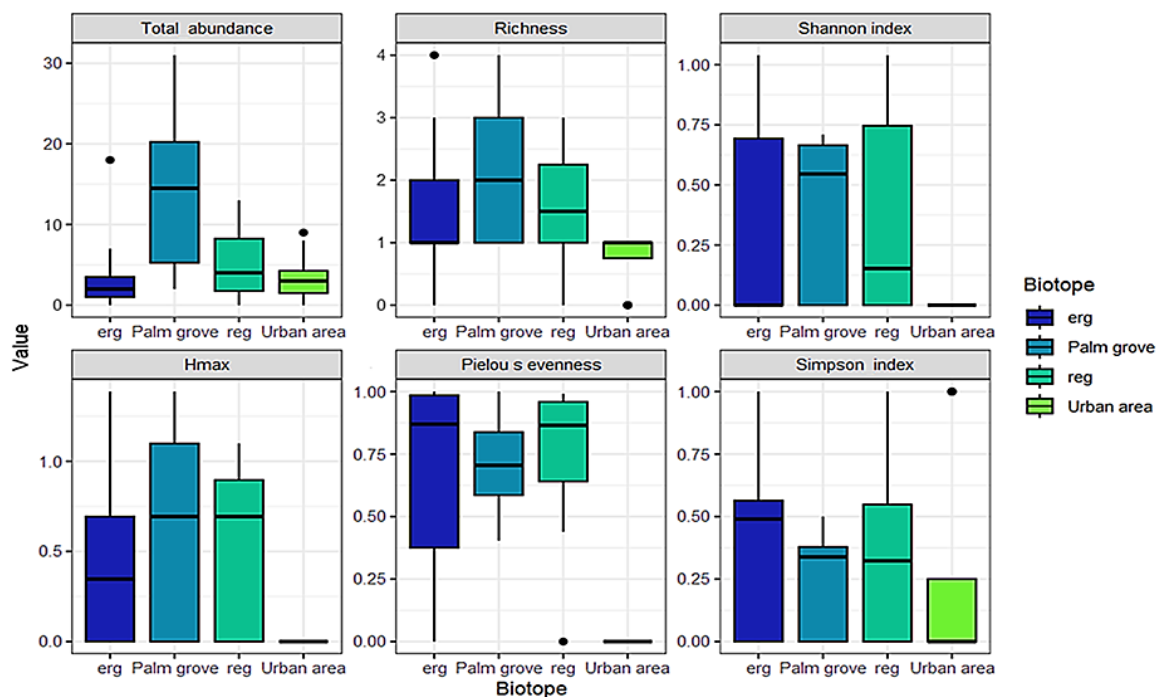 Total abundance
Richness
Shannon index
30
20
10
0
4
3
2
1
0
1.00
0.75
0.50
0.25
0.00
erg Palm grove reg Urban area
erg Palm grove reg Urban area
erg Palm grove reg Urban area
Value
Hmax
Pielou s evenness
Simpson index
1.0
0.5
0.0
1.00
0.75
0.50
0.25
0.00
1.00
0.75
0.50
0.25
0.00
erg Palm grove reg Urban area
erg Palm grove reg Urban area
erg Palm grove reg Urban area
Biotope
Biotope
erg
Palm grove
reg
Urban area